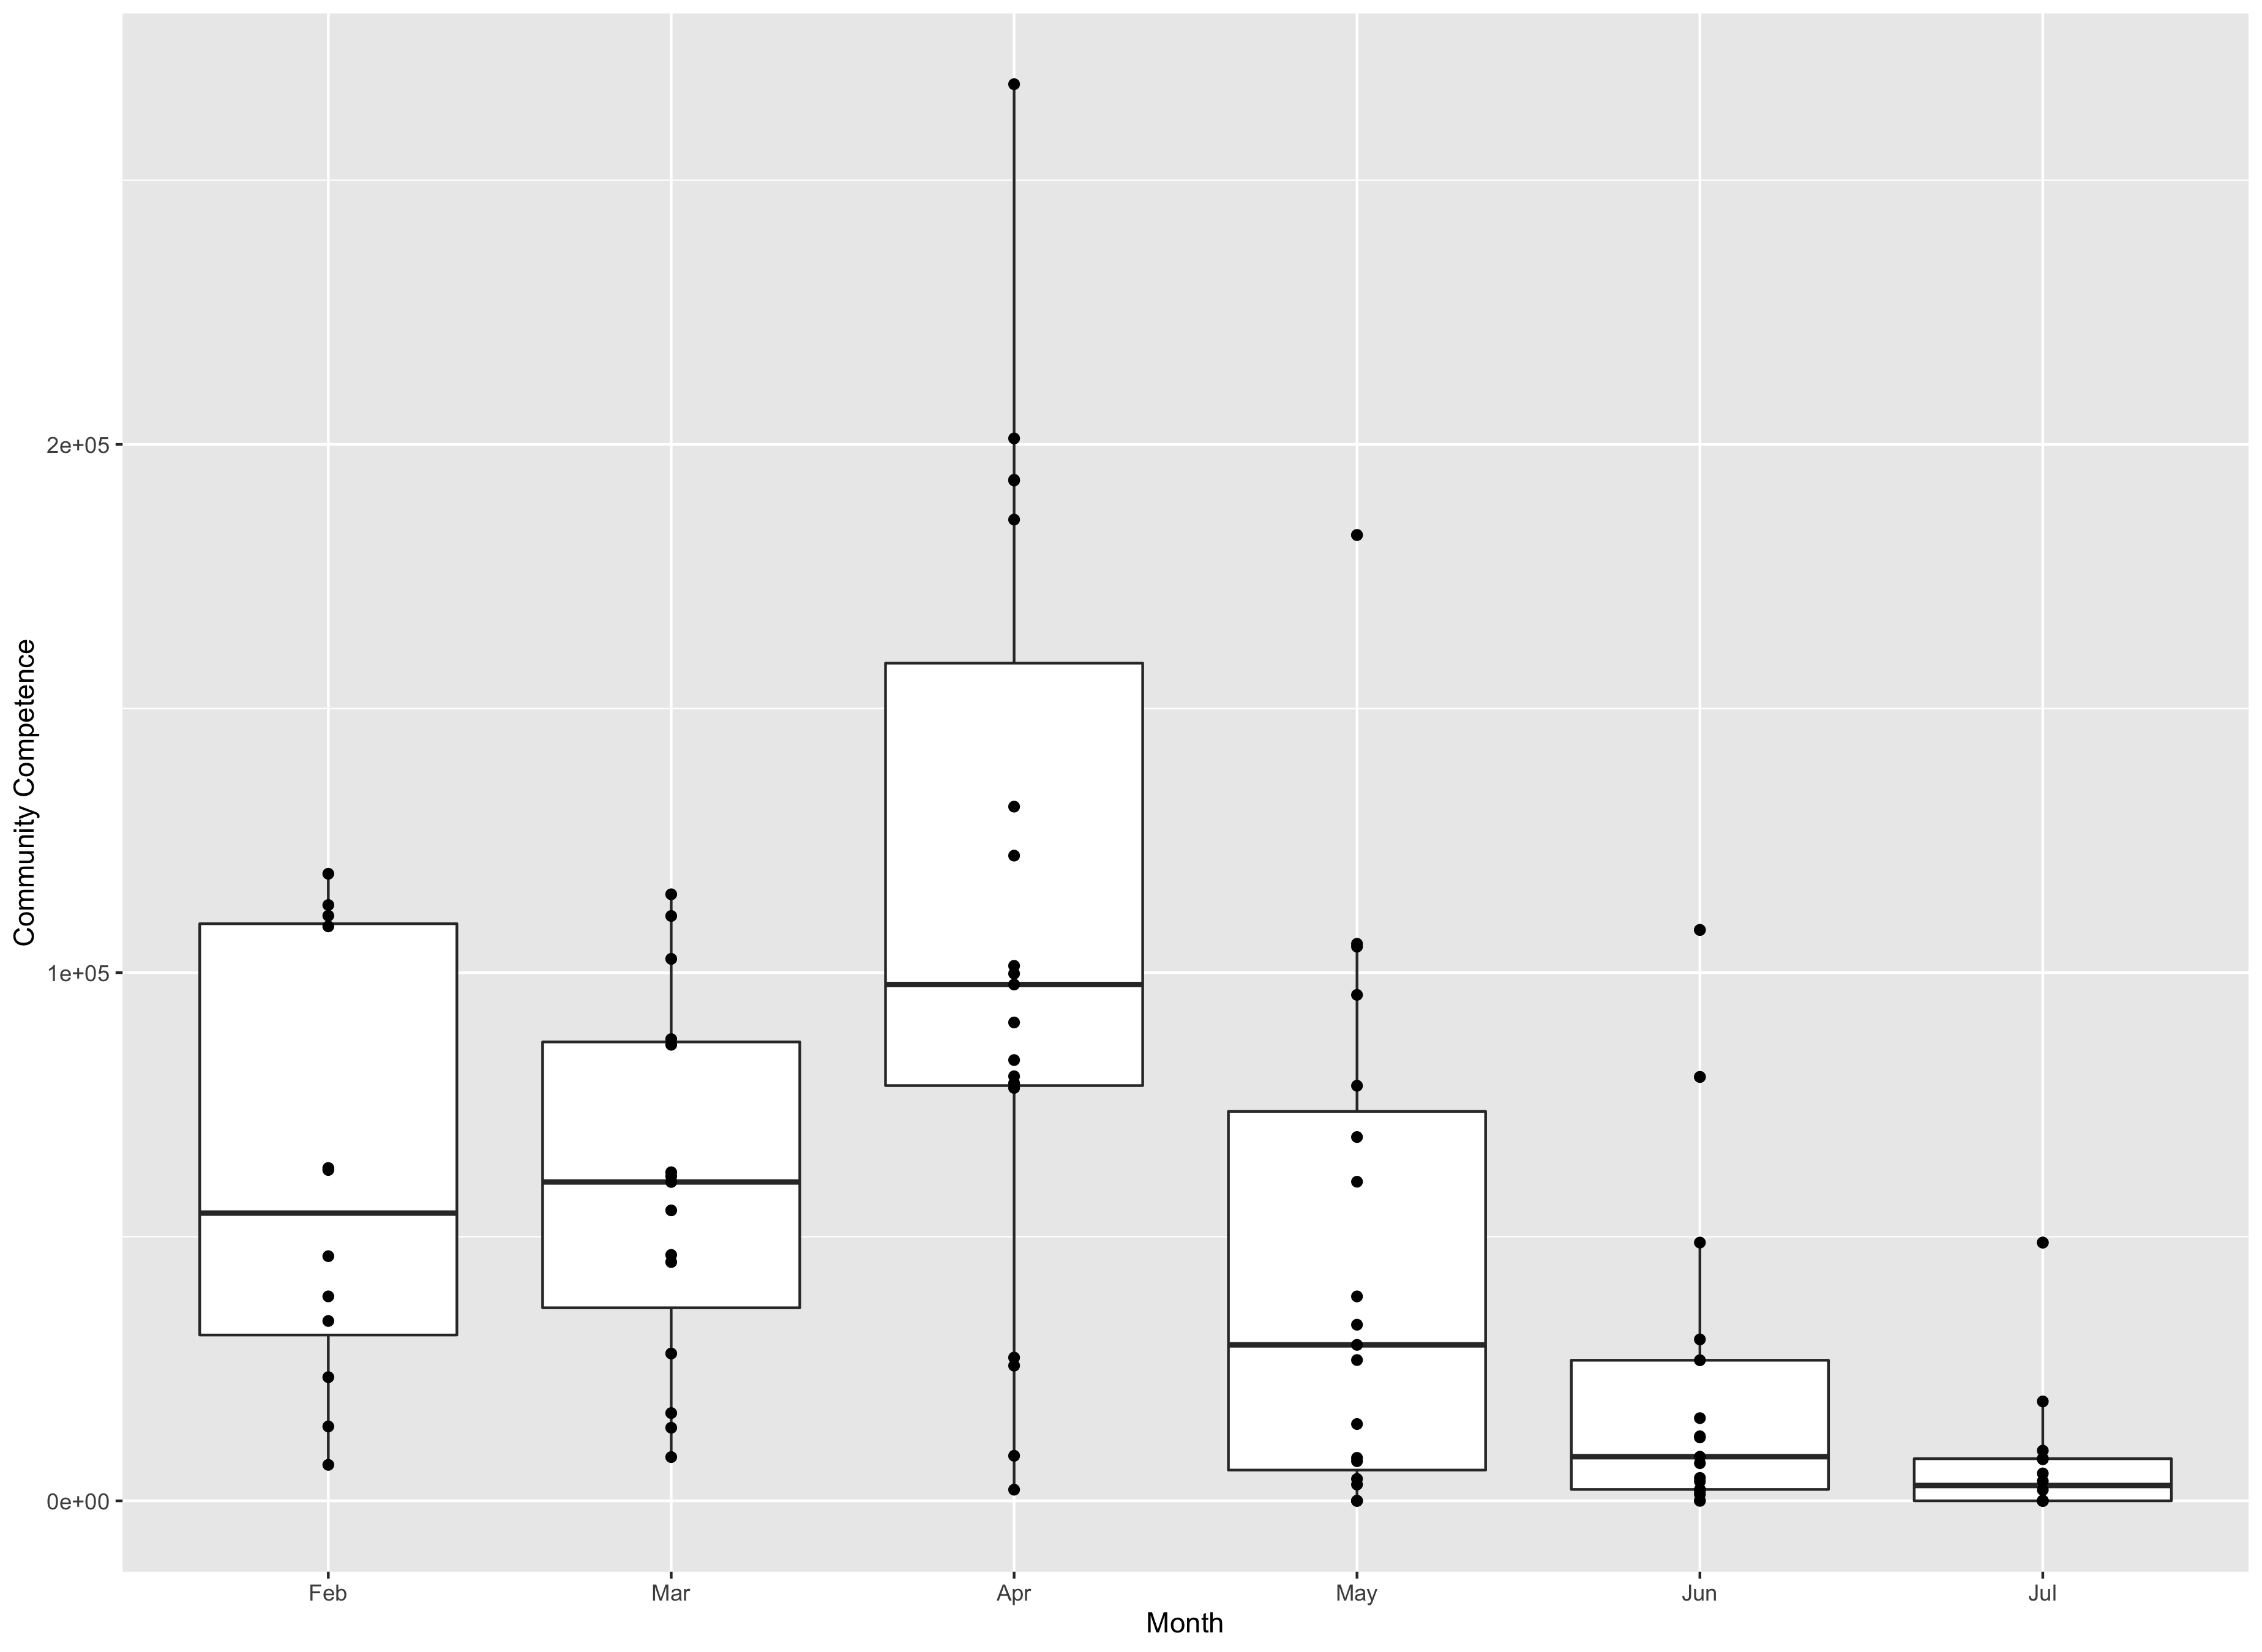 Community Competence
2e+05
1e+05
0e+00
Feb Mar Apr May Jun Jul
Month